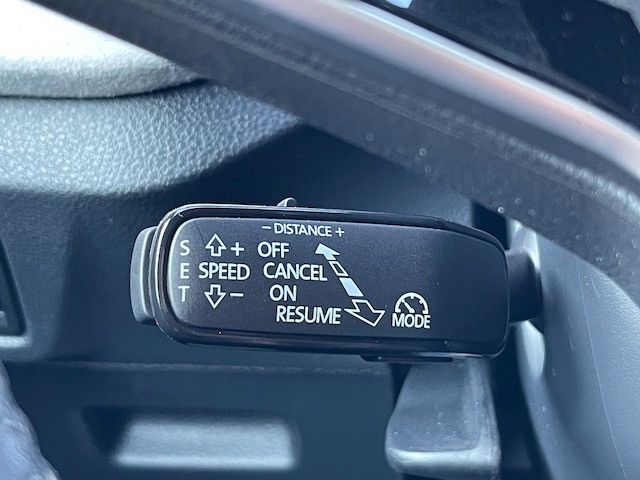 − DISTANCE +
S + OFF
E SPEED CANCEL
T − ON
RESUME
MODE